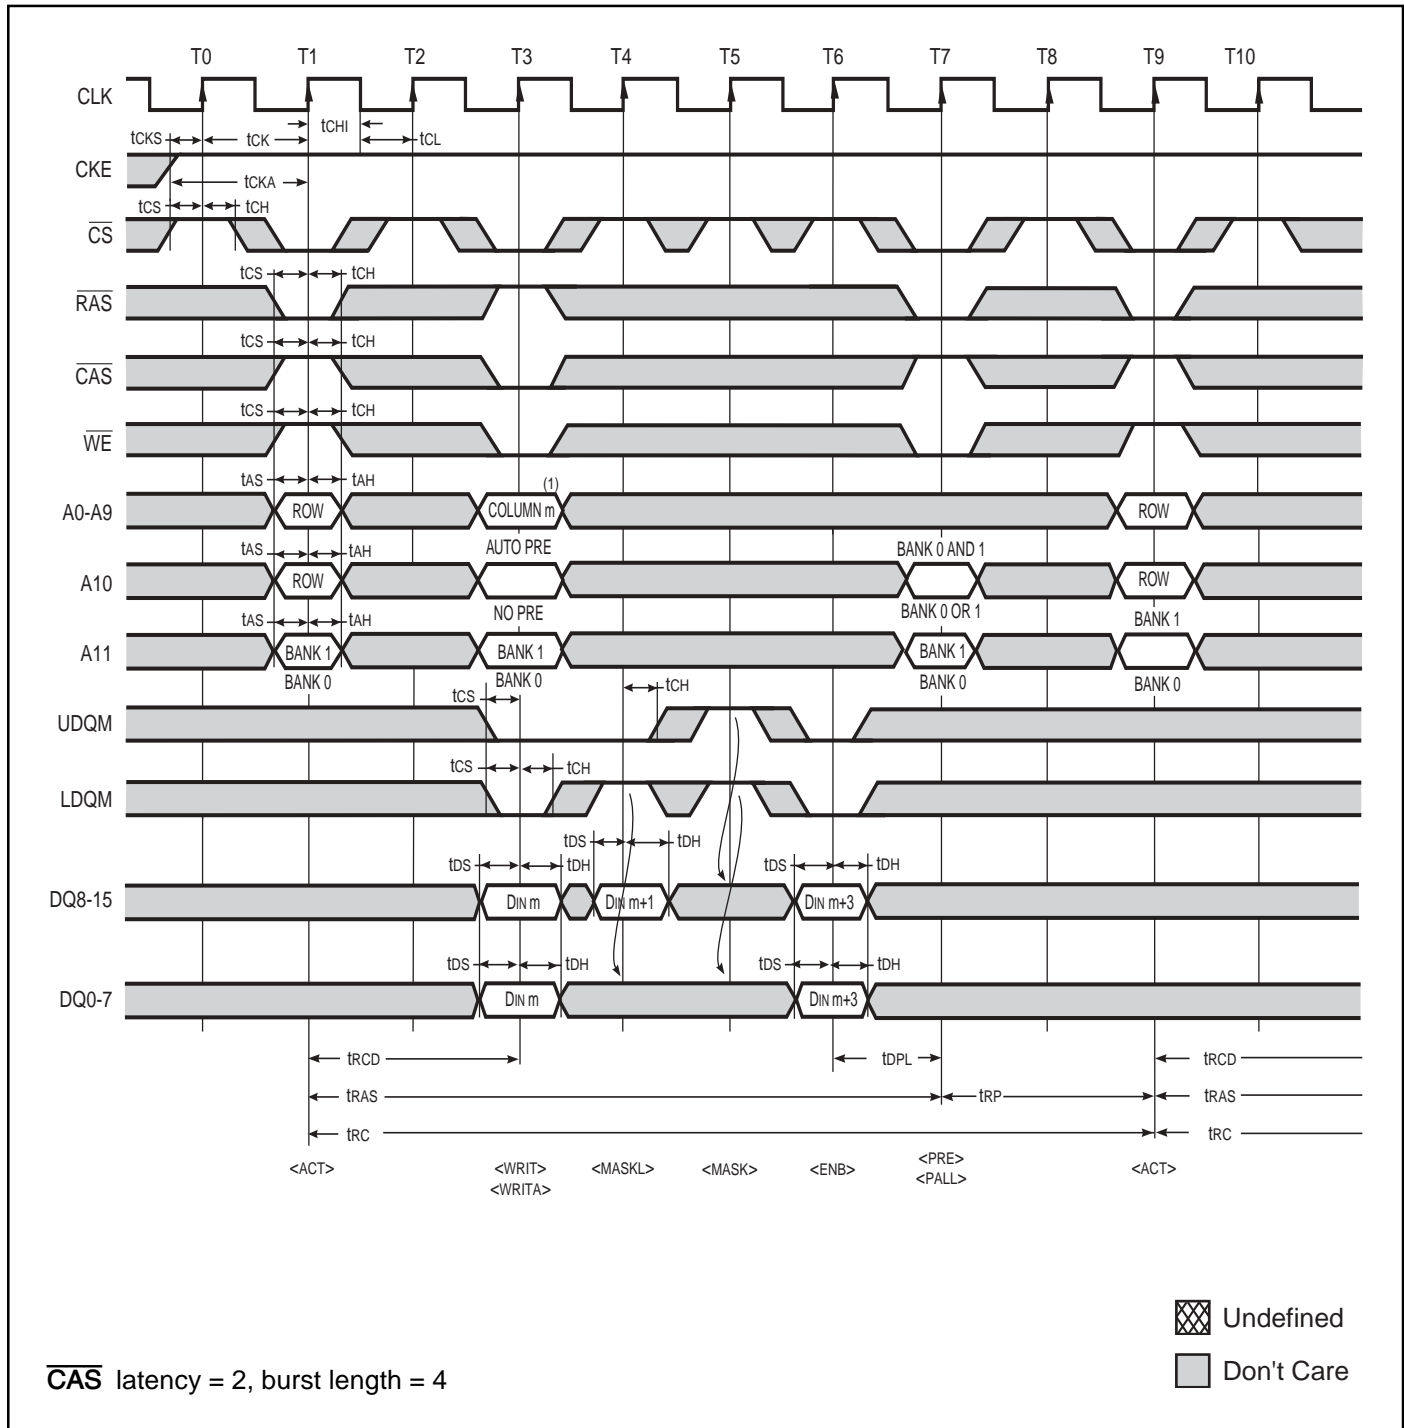 T0 T1 T2 T3 T4 T5 T6 T7 T8 T9 T10
CLK
tCHI
tCKS tCK tCL
CKE
tCKA
tCS tCH
CS
tCS tCH
RAS
tCS tCH
CAS
tCS tCH
WE
tAS tAH (1)
A0-A9 ROW COLUMN m ROW
tAS tAH AUTO PRE BANK 0 AND 1
A10 ROW ROW
NO PRE BANK 0 OR 1 BANK 1
tAS tAH
A11 BANK 1 BANK 1 BANK 1
BANK 0 BANK 0 BANK 0 BANK 0
tCS tCH
UDQM
tCS tCH
LDQM
tDS tDH
tDS tDH tDS tDH
DQ8-15 DIN m DIN m+1 DIN m+3
tDS tDH tDS tDH
DQ0-7 DIN m DIN m+3
tRCD tDPL tRCD
tRAS tRP tRAS
tRC tRC
<ACT> <WRIT> <MASKL> <MASK> <ENB> <PRE> <ACT>
<WRITA> <PALL>
Undefined
Don't Care
CAS latency = 2, burst length = 4